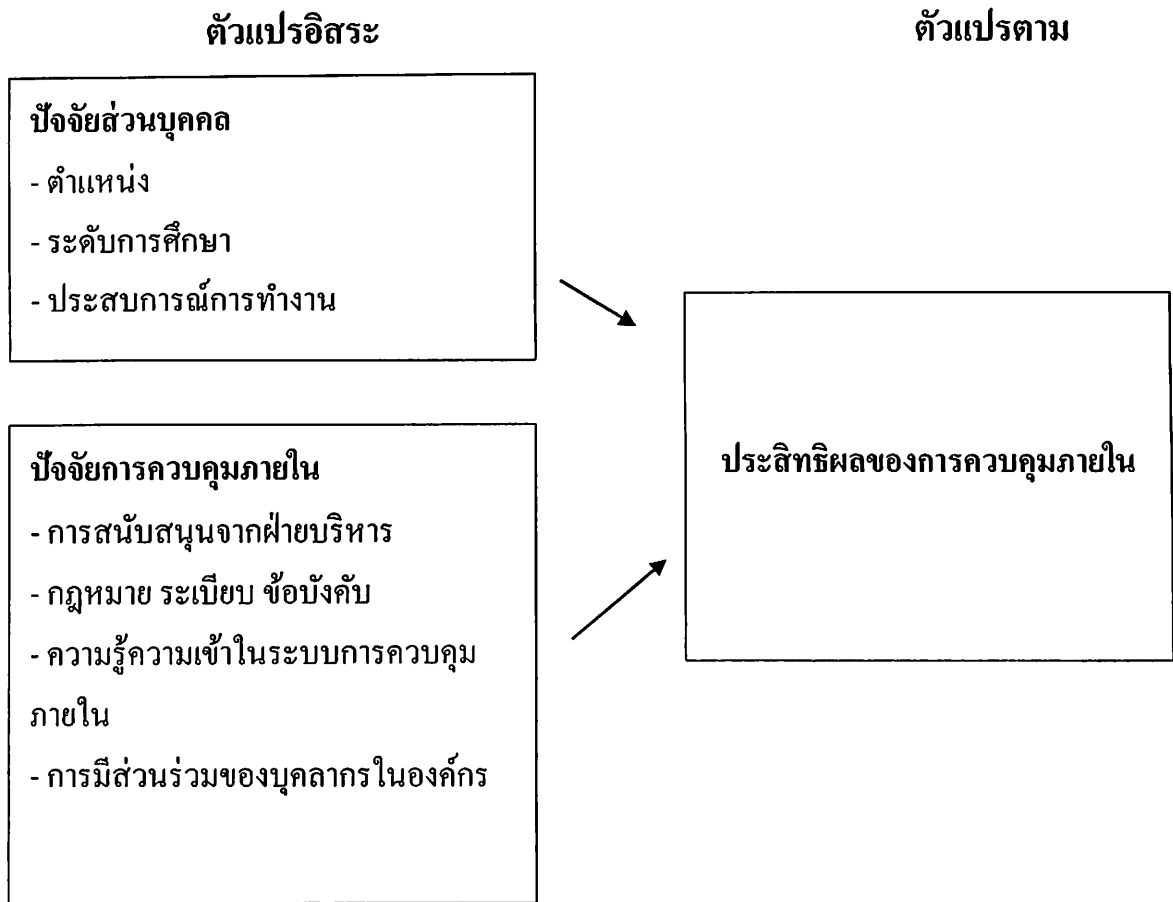 ตัวแปรอิสระ
ตัวแปรตาม
ปัจจัยส่วนบุคคล
- ตำแหน่ง
- ระดับการศึกษา
- ประสบการณ์การทำงาน
ปัจจัยการควบคุมภายใน
- การสนับสนุนจากฝ่ายบริหาร
- กฎหมาย ระเบียบ ข้อบังคับ
- ความรู้ความเข้าในระบบการควบคุม
ภายใน
- การมีส่วนร่วมของบุคลากรในองค์กร
ประสิทธิผลของการควบคุมภายใน